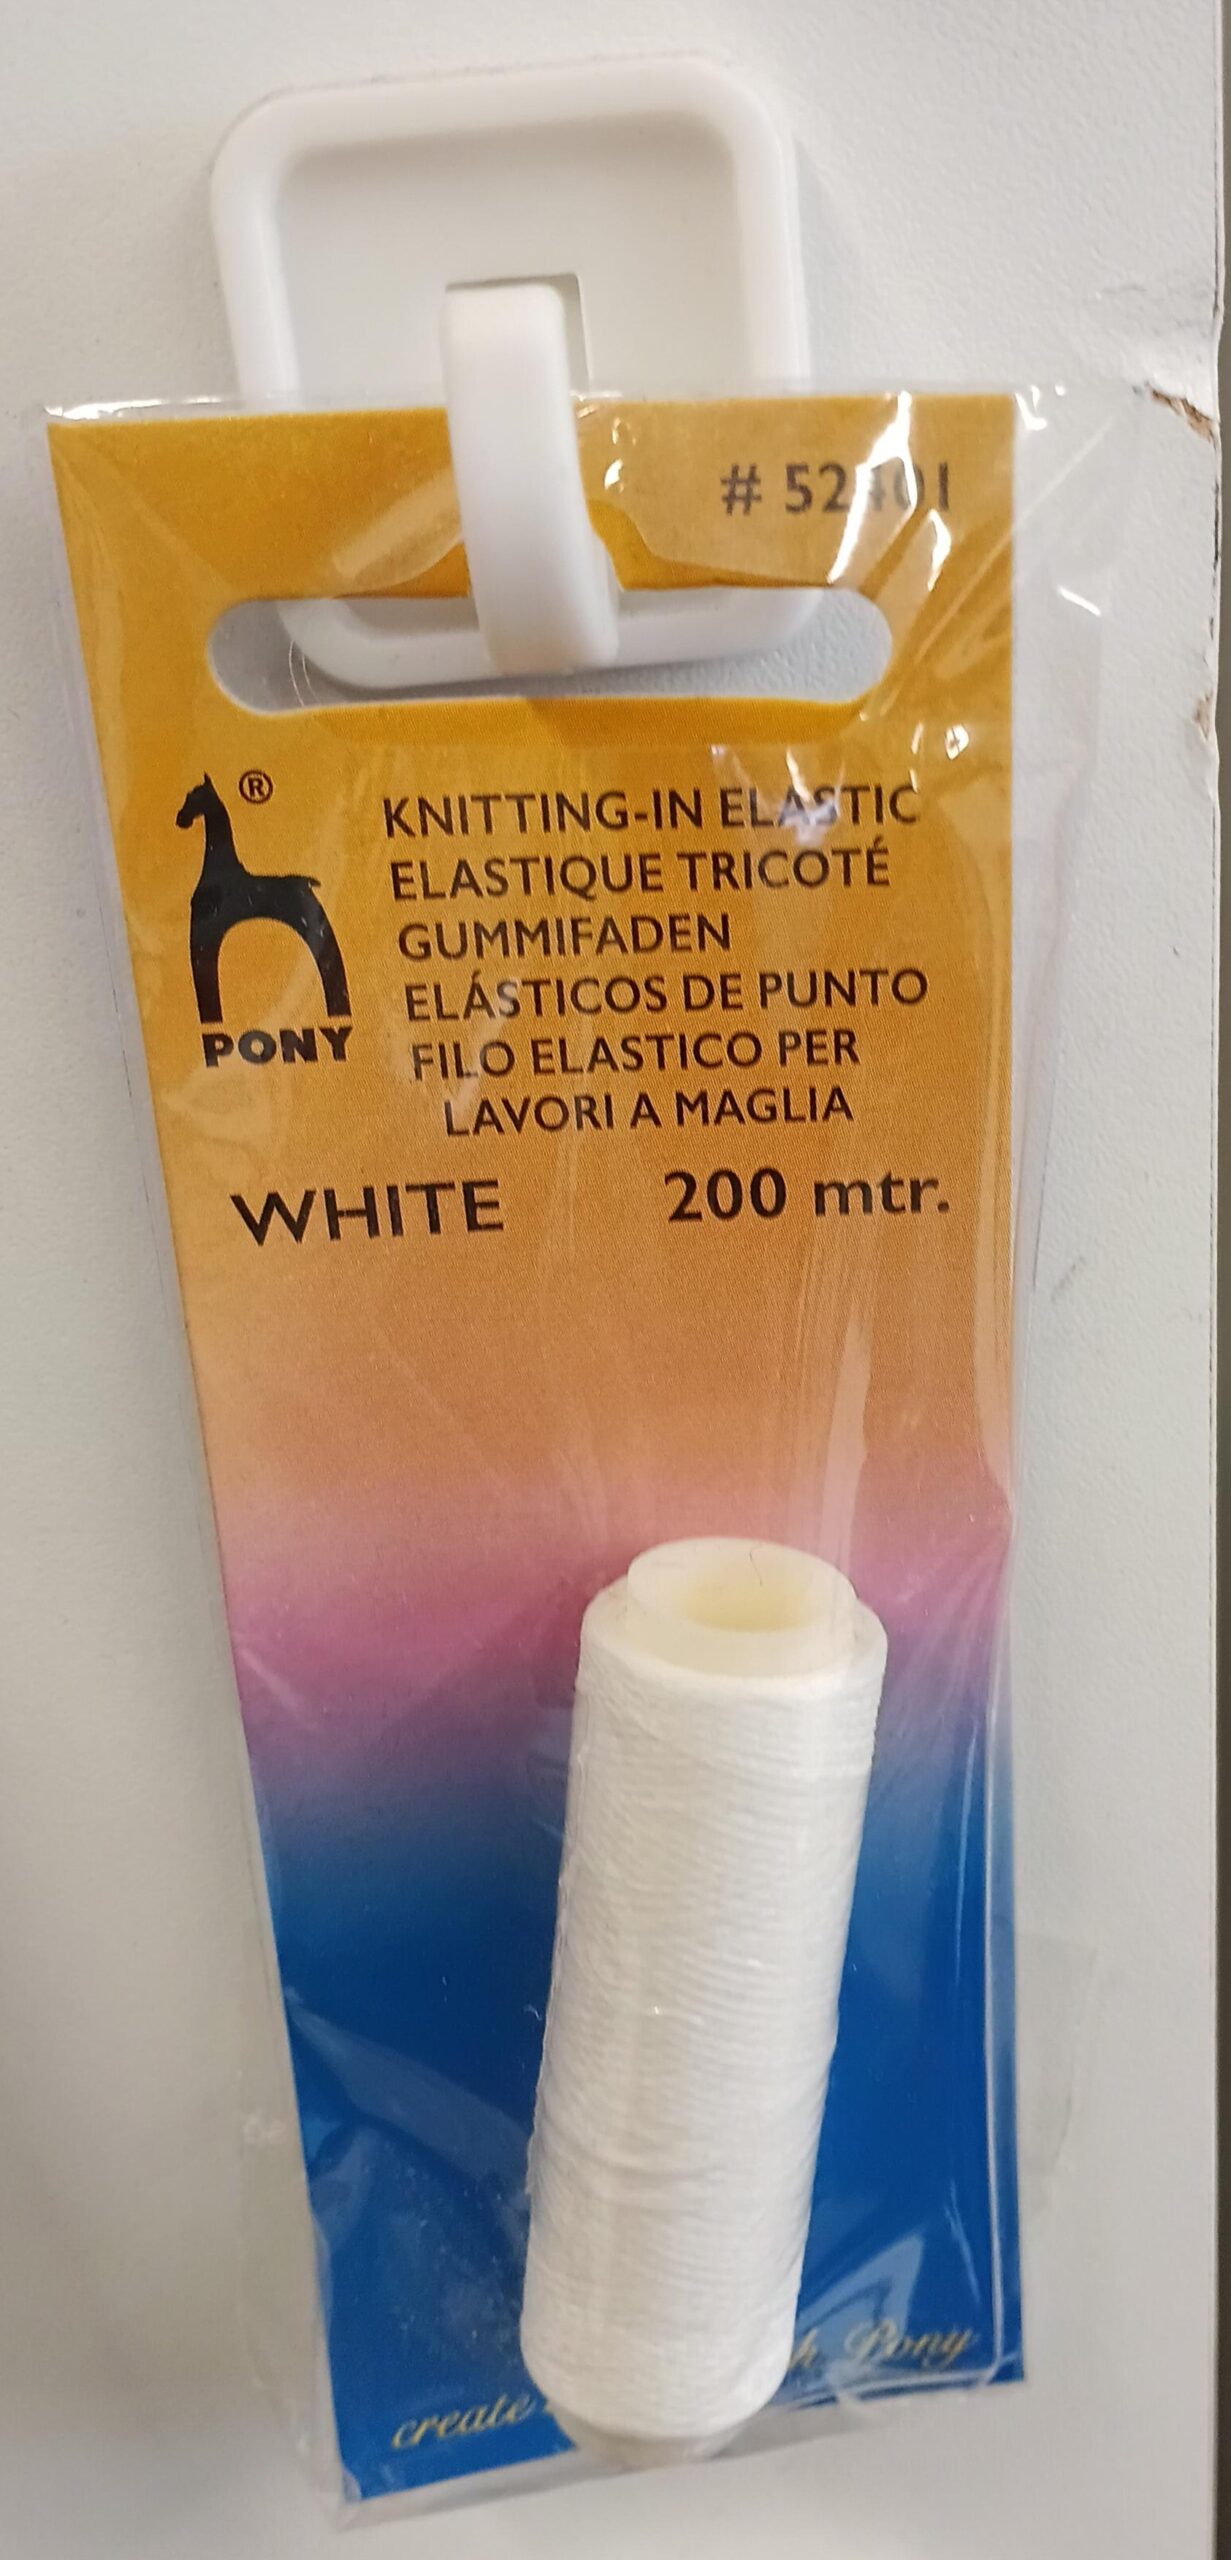 # 52401
®
PONY
KNITTING-IN ELASTIC
ELASTIQUE TRICOTÉ
GUMMIFADEN
ELÁSTICOS DE PUNTO
FILO ELASTICO PER
LAVORI A MAGLIA
WHITE 200 mtr.
create Pony